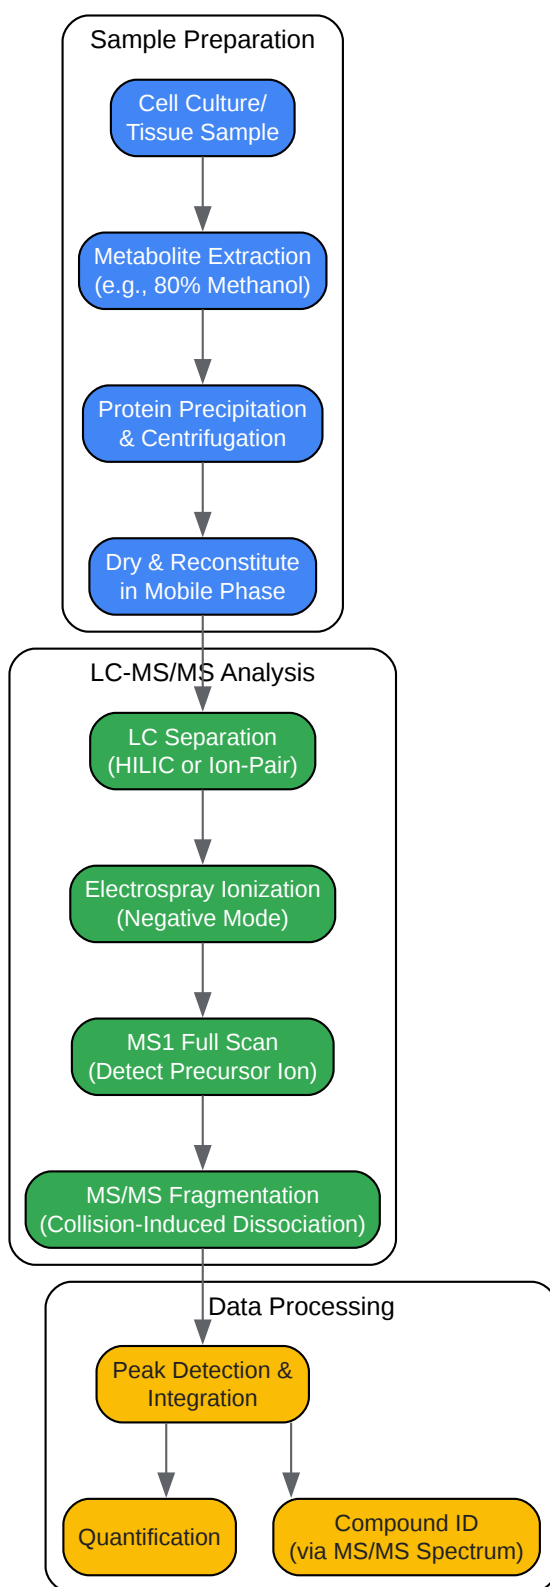 Sample Preparation
Cell Culture/
Tissue Sample
Metabolite Extraction
(e.g., 80% Methanol)
Protein Precipitation
& Centrifugation
Dry & Reconstitute
in Mobile Phase
LC-MS/MS Analysis
LC Separation
(HILIC or Ion-Pair)
Electrospray Ionization
(Negative Mode)
MS1 Full Scan
(Detect Precursor Ion)
MS/MS Fragmentation
(Collision-Induced Dissociation)
Data Processing
Peak Detection &
Integration
Quantification
Compound ID
(via MS/MS Spectrum)